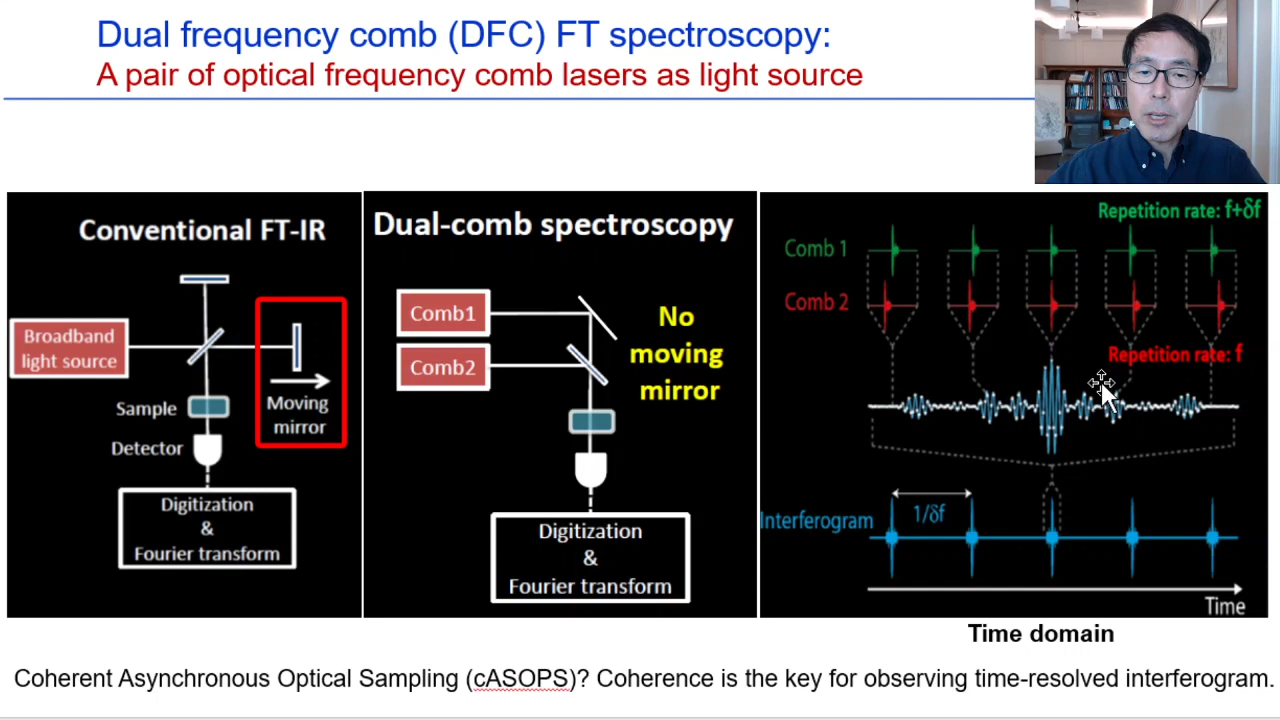 Dual frequency comb (DFC) FT spectroscopy:
A pair of optical frequency comb lasers as light source
Conventional FT-IR
Broadband
light source
Moving
mirror
Sample
Detector
Digitization
&
Fourier transform
Dual-comb spectroscopy
Comb1
Comb2
No
moving
mirror
Digitization
&
Fourier transform
Repetition rate: f+δf
Comb 1
Comb 2
Repetition rate: f
Interferogram
1/δf
Time
Time domain
Coherent Asynchronous Optical Sampling (cASOPS)? Coherence is the key for observing time-resolved interferogram.